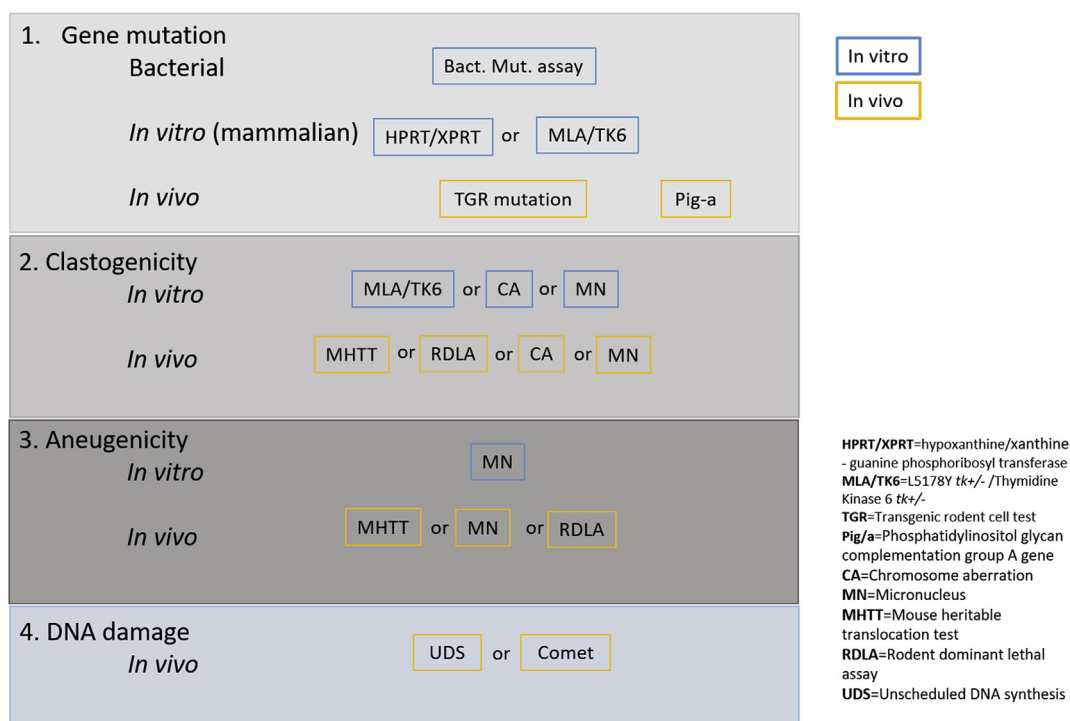 1. Gene mutation
Bacterial
Bact. Mut. assay
In vitro (mammalian)
HPRT/XPRT or MLA/TK6
In vivo
TGR mutation
Pig-a
2. Clastogenicity
In vitro
MLA/TK6 or CA or MN
In vivo
MHTT or RDLA or CA or MN
3. Aneugenicity
In vitro
MN
In vivo
MHTT or MN or RDLA
4. DNA damage
In vivo
UDS or Comet
In vitro
In vivo
HPRT/XPRT=hypoxanthine/xanthine
- guanine phosphoribosyl transferase
MLA/TK6=L5178Y tk+/- /Thymidine
Kinase 6 tk+/-
TGR=Transgenic rodent cell test
Pig/a=Phosphatidylinositol glycan
complementation group A gene
CA=Chromosome aberration
MN=Micronucleus
MHTT=Mouse heritable
translocation test
RDLA=Rodent dominant lethal
assay
UDS=Unscheduled DNA synthesis